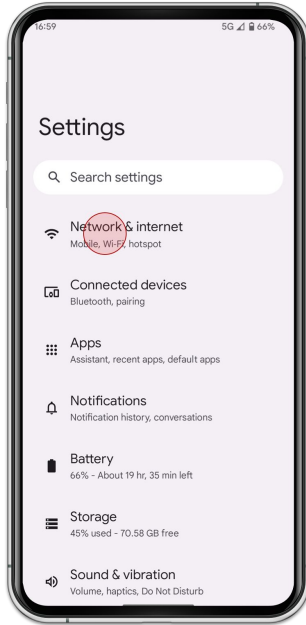 16:59
5G 66%
Settings
Search settings
Network & internet
Mobile, Wi-Fi, hotspot
Connected devices
Bluetooth, pairing
Apps
Assistant, recent apps, default apps
Notifications
Notification history, conversations
Battery
66% - About 19 hr, 35 min left
Storage
45% used - 70.58 GB free
Sound & vibration
Volume, haptics, Do Not Disturb